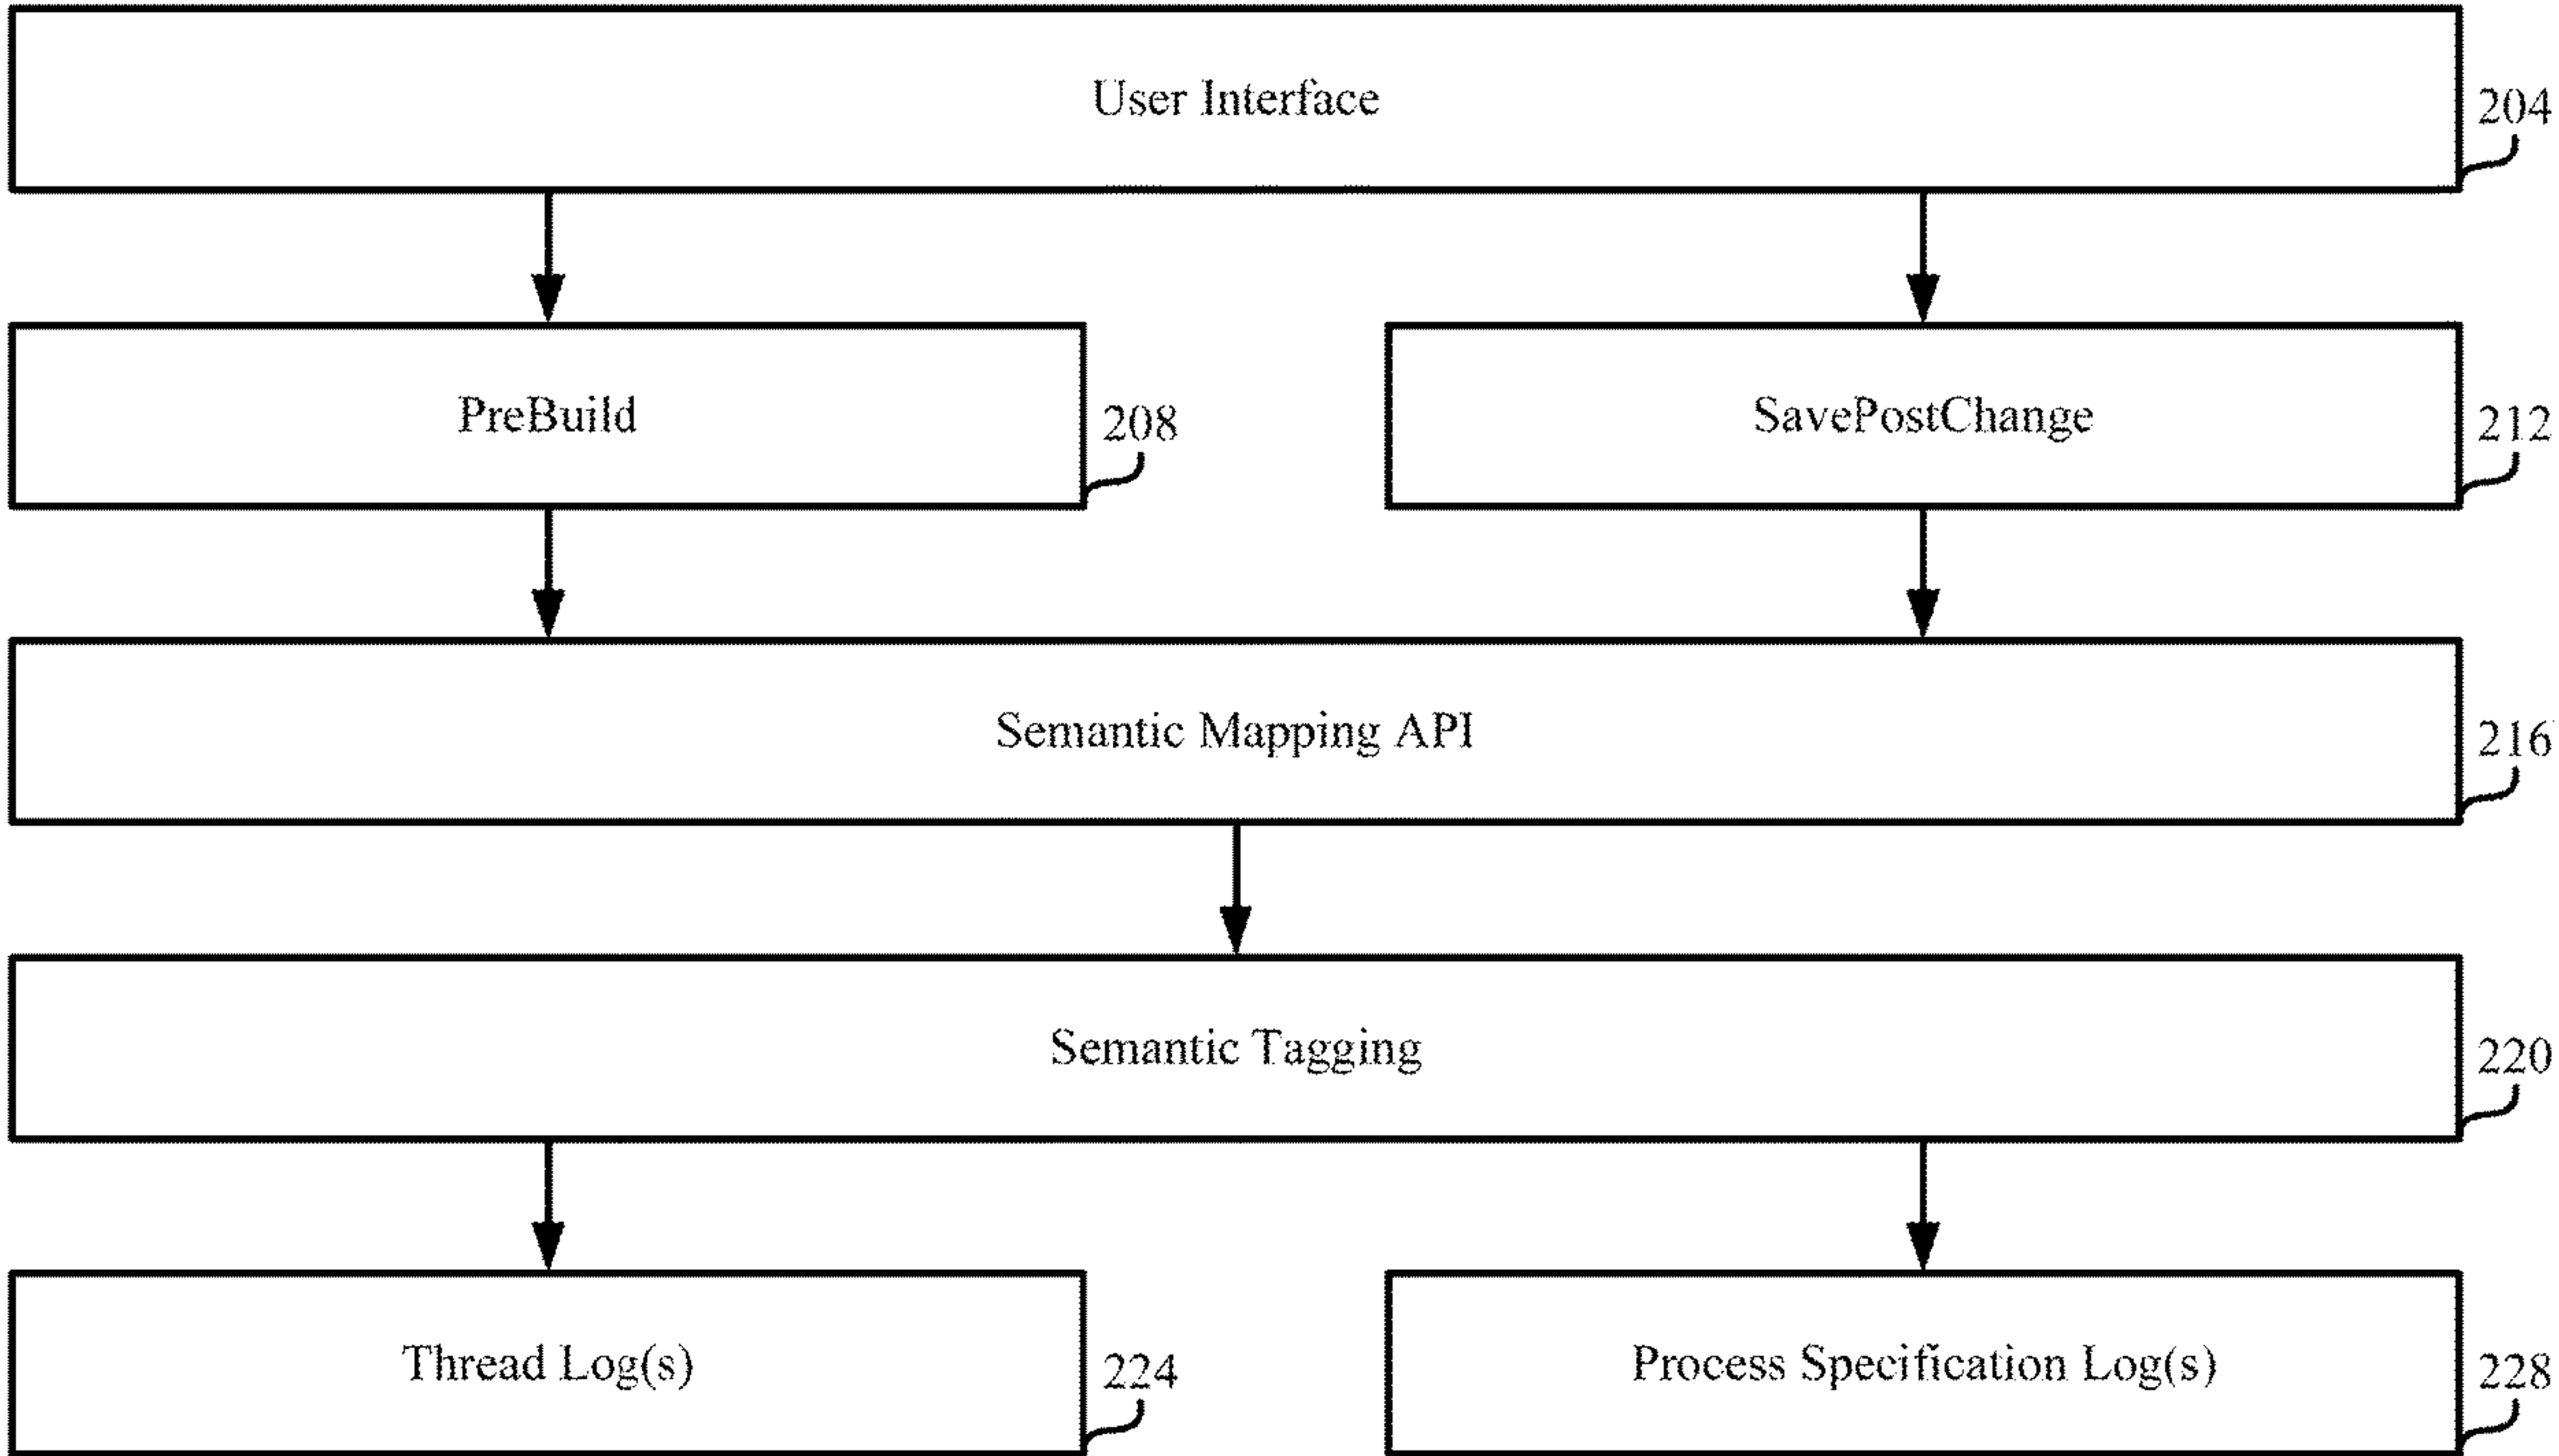 User Interface
204
PreBuild
208
SavePostChange
212
Semantic Mapping API
216
Semantic Tagging
220
Thread Log(s)
224
Process Specification Log(s)
228